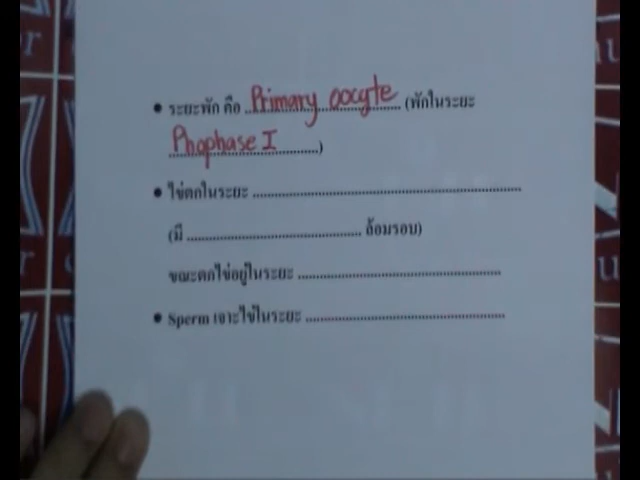 • ระยะพัก คือ ..Primary oocyte.. (พักในระยะ
Phophase I..........)
• ไข่ตกในระยะ ..........................................................................
(มี ................................................ ล้อมรอบ)
ขณะตกไข่อยู่ในระยะ ........................................................
• Sperm เจาะไข่ในระยะ .......................................................